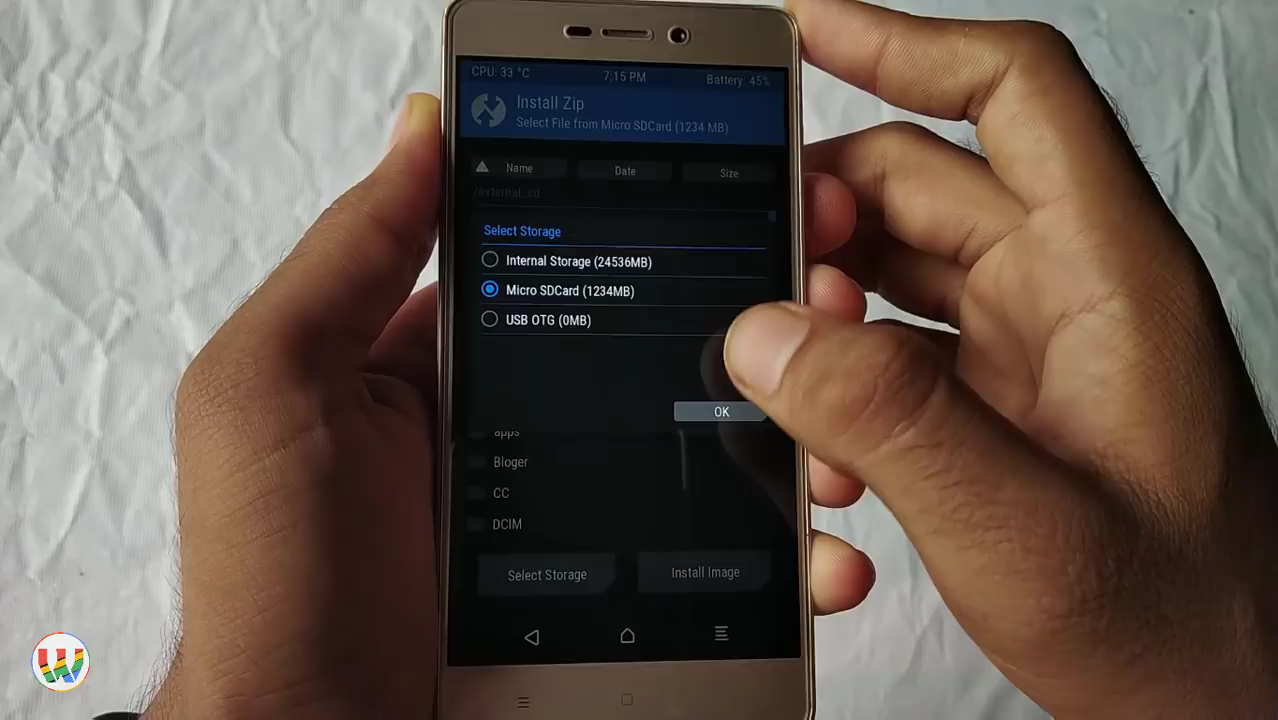 CPU: 33 °C
7:15 PM
Battery: 45%
Install Zip
Select File from Micro SDCard (1234 MB)
Name
Date
Size
/external_sd
Select Storage
Internal Storage (24536MB)
Micro SDCard (1234MB)
USB OTG (0MB)
OK
apps
Bloger
CC
DCIM
Select Storage
Install Image
W